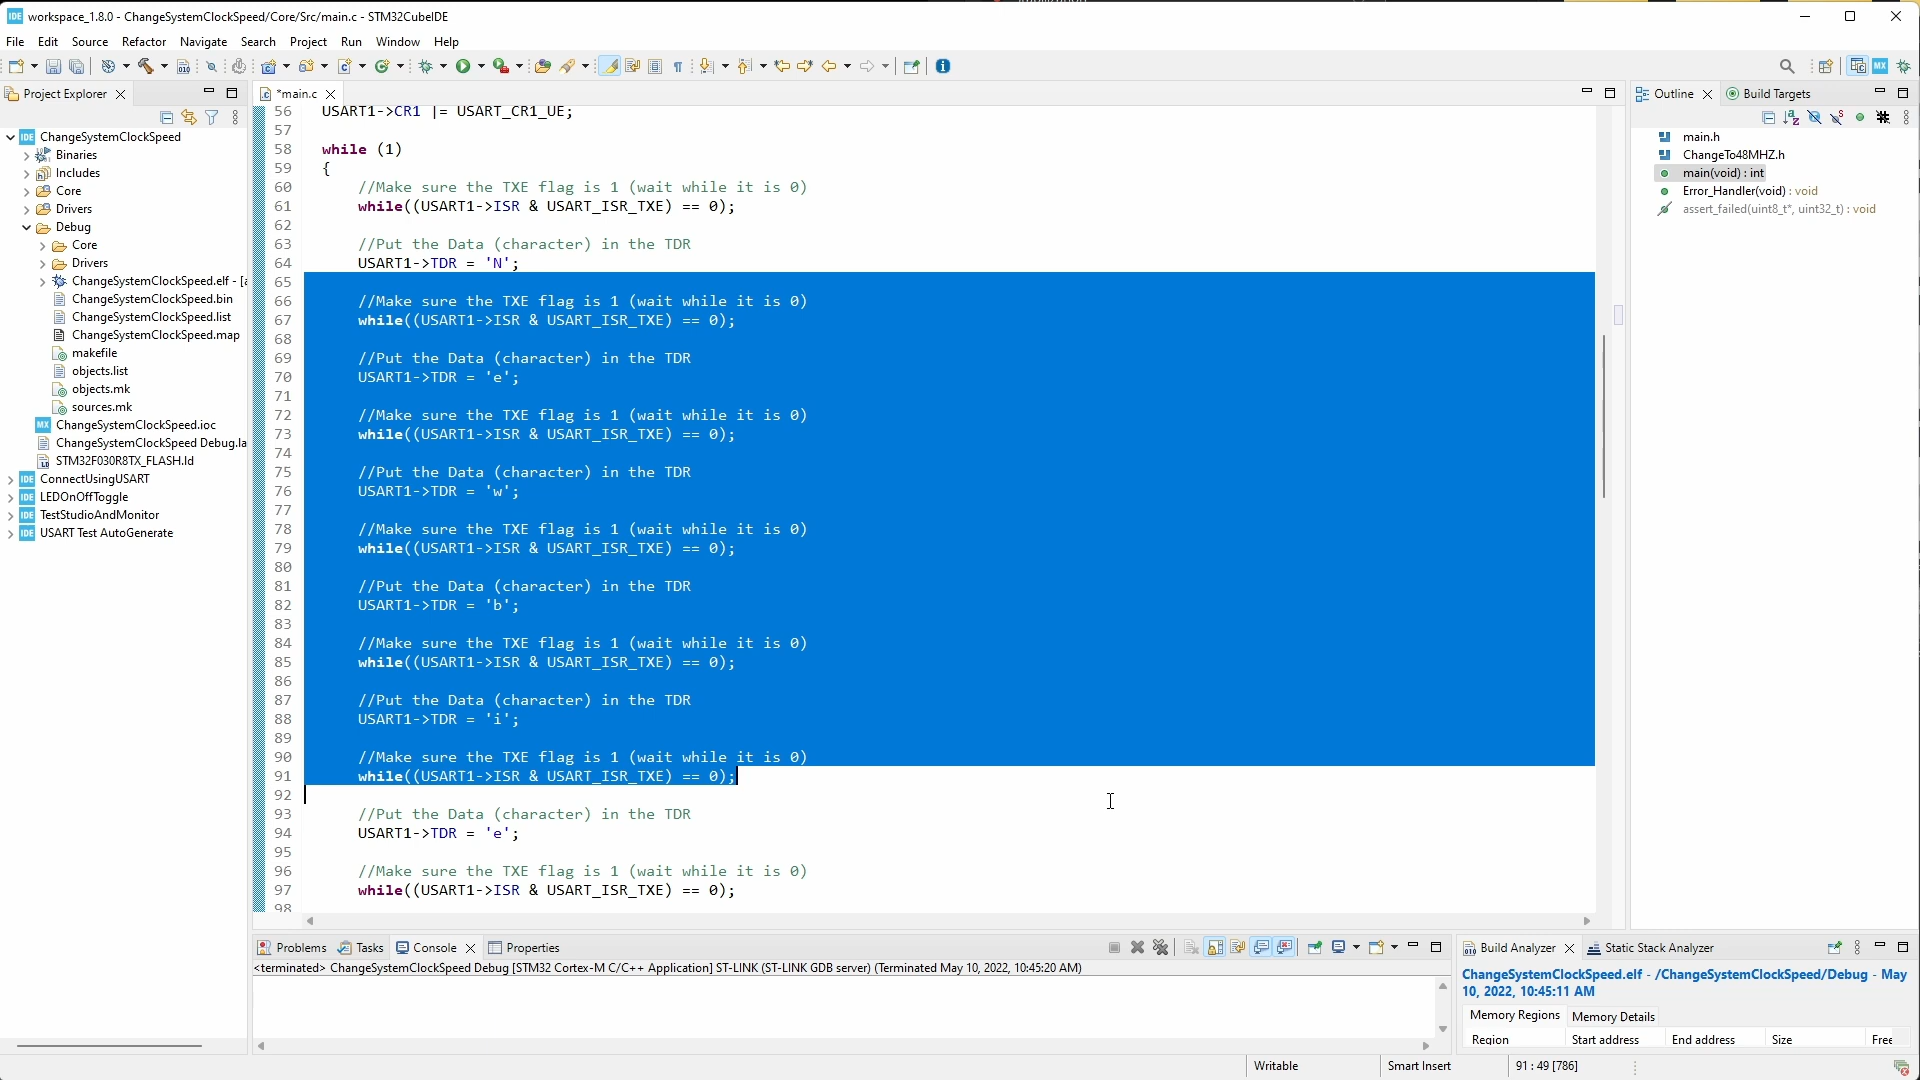 workspace_1.8.0 - ChangeSystemClockSpeed/Core/Src/main.c - STM32CubeIDE
File Edit Source Refactor Navigate Search Project Run Window Help
Project Explorer
ChangeSystemClockSpeed
Binaries
Includes
Core
Drivers
Debug
Core
Drivers
ChangeSystemClockSpeed.elf - [a
ChangeSystemClockSpeed.bin
ChangeSystemClockSpeed.list
ChangeSystemClockSpeed.map
makefile
objects.list
objects.mk
sources.mk
ChangeSystemClockSpeed.ioc
ChangeSystemClockSpeed Debug.la
STM32F030R8TX_FLASH.ld
ConnectUsingUSART
LEDOnOffToggle
TestStudioAndMonitor
USART Test AutoGenerate
*main.c
56 USART1->CR1 |= USART_CR1_UE;
57
58 while (1)
59 {
60 //Make sure the TXE flag is 1 (wait while it is 0)
61 while((USART1->ISR & USART_ISR_TXE) == 0);
62
63 //Put the Data (character) in the TDR
64 USART1->TDR = 'N';
65
66 //Make sure the TXE flag is 1 (wait while it is 0)
67 while((USART1->ISR & USART_ISR_TXE) == 0);
68
69 //Put the Data (character) in the TDR
70 USART1->TDR = 'e';
71
72 //Make sure the TXE flag is 1 (wait while it is 0)
73 while((USART1->ISR & USART_ISR_TXE) == 0);
74
75 //Put the Data (character) in the TDR
76 USART1->TDR = 'w';
77
78 //Make sure the TXE flag is 1 (wait while it is 0)
79 while((USART1->ISR & USART_ISR_TXE) == 0);
80
81 //Put the Data (character) in the TDR
82 USART1->TDR = 'b';
83
84 //Make sure the TXE flag is 1 (wait while it is 0)
85 while((USART1->ISR & USART_ISR_TXE) == 0);
86
87 //Put the Data (character) in the TDR
88 USART1->TDR = 'i';
89
90 //Make sure the TXE flag is 1 (wait while it is 0)
91 while((USART1->ISR & USART_ISR_TXE) == 0);
92
93 //Put the Data (character) in the TDR
94 USART1->TDR = 'e';
95
96 //Make sure the TXE flag is 1 (wait while it is 0)
97 while((USART1->ISR & USART_ISR_TXE) == 0);
98
Outline Build Targets
main.h
ChangeTo48MHZ.h
main(void) : int
Error_Handler(void) : void
assert_failed(uint8_t*, uint32_t) : void
Problems Tasks Console Properties
<terminated> ChangeSystemClockSpeed Debug [STM32 Cortex-M C/C++ Application] ST-LINK (ST-LINK GDB server) (Terminated May 10, 2022, 10:45:20 AM)
Build Analyzer Static Stack Analyzer
ChangeSystemClockSpeed.elf - /ChangeSystemClockSpeed/Debug - May
10, 2022, 10:45:11 AM
Memory Regions Memory Details
Region Start address End address Size Free
Writable Smart Insert 91 : 49 [786]